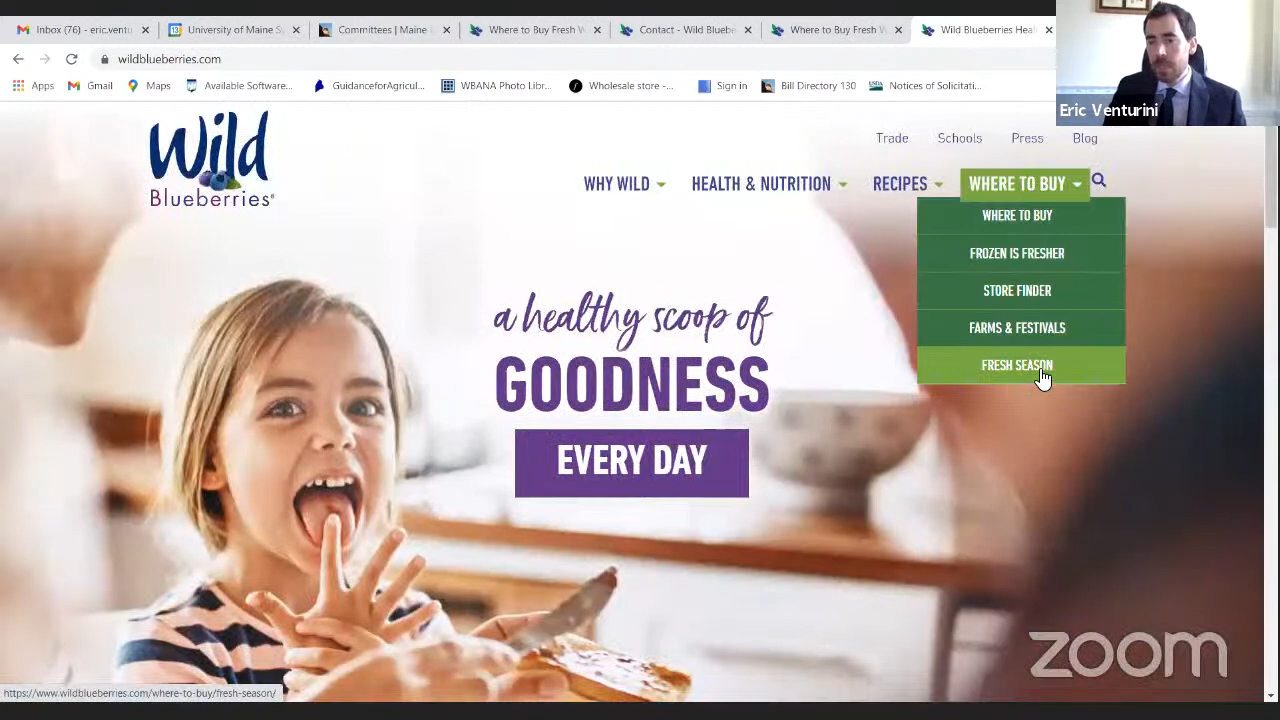 Inbox (76) - eric.ventu
University of Maine Sy
Committees | Maine
Where to Buy Fresh W
Contact - Wild Bluebe
Where to Buy Fresh W
Wild Blueberries Heal
wildblueberries.com
Apps
Gmail
Maps
Available Software...
GuidanceforAgricul...
WBANA Photo Libr...
Wholesale store -...
Sign in
Bill Directory 130
USDA
Notices of Solicitati...
Eric Venturini
Wild
Blueberries®
Trade
Schools
Press
Blog
WHY WILD
HEALTH & NUTRITION
RECIPES
WHERE TO BUY
WHERE TO BUY
FROZEN IS FRESHER
STORE FINDER
FARMS & FESTIVALS
FRESH SEASON
a healthy scoop of
GOODNESS
EVERY DAY
zoom
https://www.wildblueberries.com/where-to-buy/fresh-season/